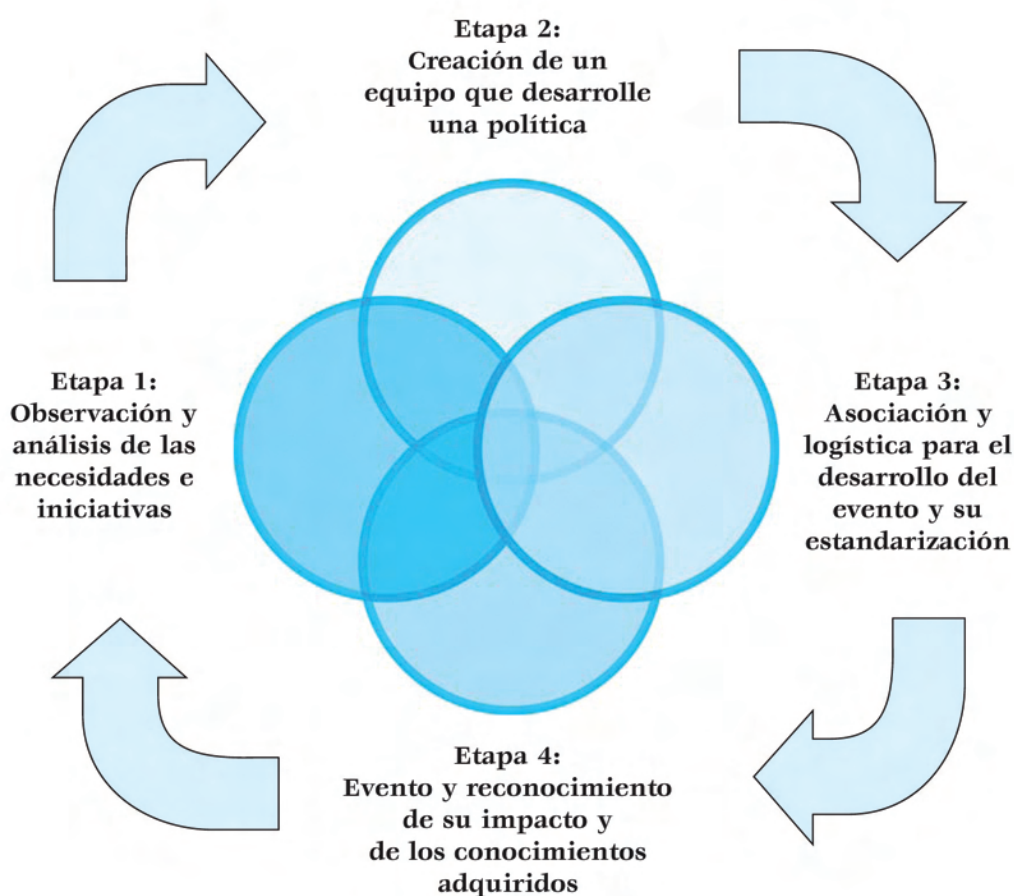 Etapa 2:
Creación de un
equipo que desarrolle
una política
Etapa 1:
Observación y
análisis de las
necesidades e
iniciativas
Etapa 3:
Asociación y
logística para el
desarrollo del
evento y su
estandarización
Etapa 4:
Evento y reconocimiento
de su impacto y
de los conocimientos
adquiridos